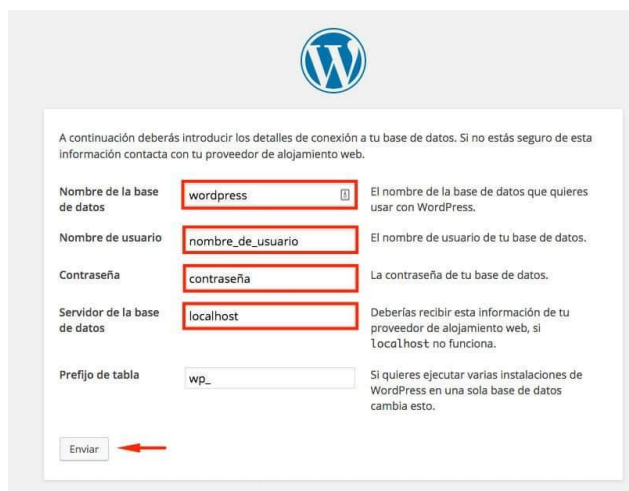 A continuación deberás introducir los detalles de conexión a tu base de datos. Si no estás seguro de esta
información contacta con tu proveedor de alojamiento web.
Nombre de la base
de datos
wordpress
El nombre de la base de datos que quieres
usar con WordPress.
Nombre de usuario
nombre_de_usuario
El nombre de usuario de tu base de datos.
Contraseña
contraseña
La contraseña de tu base de datos.
Servidor de la base
de datos
localhost
Deberías recibir esta información de tu
proveedor de alojamiento web, si
localhost no funciona.
Prefijo de tabla
wp_
Si quieres ejecutar varias instalaciones de
WordPress en una sola base de datos
cambia esto.
Enviar